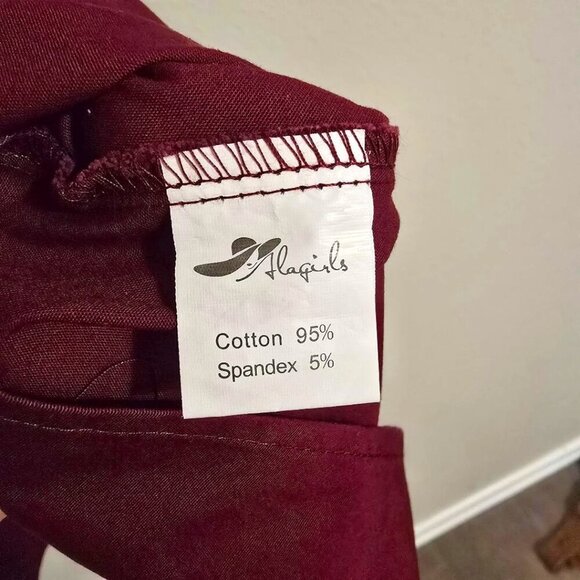 Alagirls
Cotton 95%
Spandex 5%